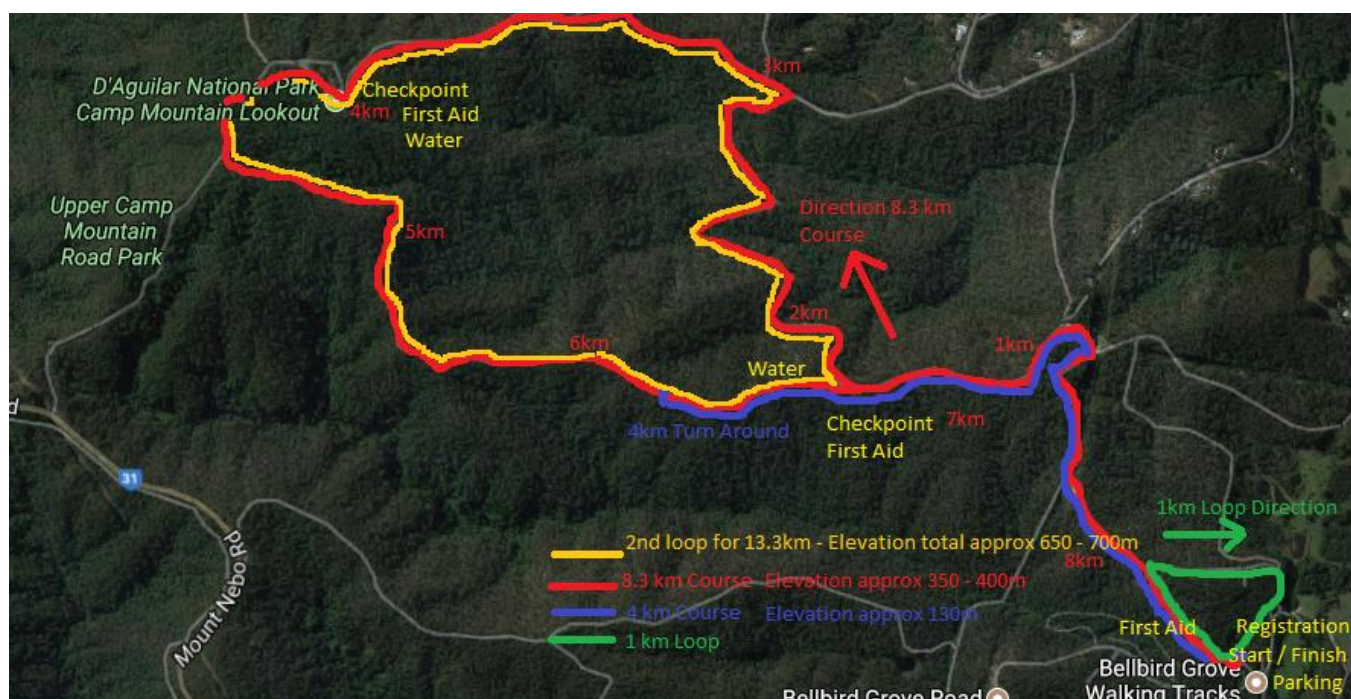 3km
D'Aguilar National Park
Camp Mountain Lookout
Checkpoint
4km First Aid
Water
Upper Camp
Mountain
Road Park
5km
Direction 8.3 km
Course
2km
1km
6km
Water
4km Turn Around
Checkpoint
First Aid
7km
d
31
Mount Nebo Rd
1km Loop Direction
2nd loop for 13.3km - Elevation total approx 650 - 700m
8.3 km Course Elevation approx 350 - 400m
4 km Course Elevation approx 130m
1 km Loop
8km
First Aid
Registration
Start / Finish
Parking
Bellbird Grove
Walking Tracks
Bellbird Grove Road